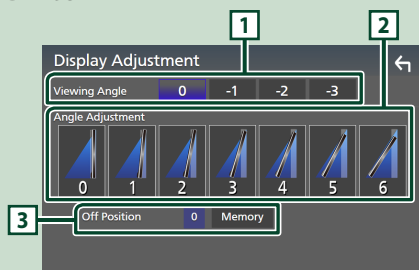 1 2
Display Adjustment
Viewing Angle 0 -1 -2 -3
Angle Adjustment
0 1 2 3 4 5 6
3 Off Position 0 Memory